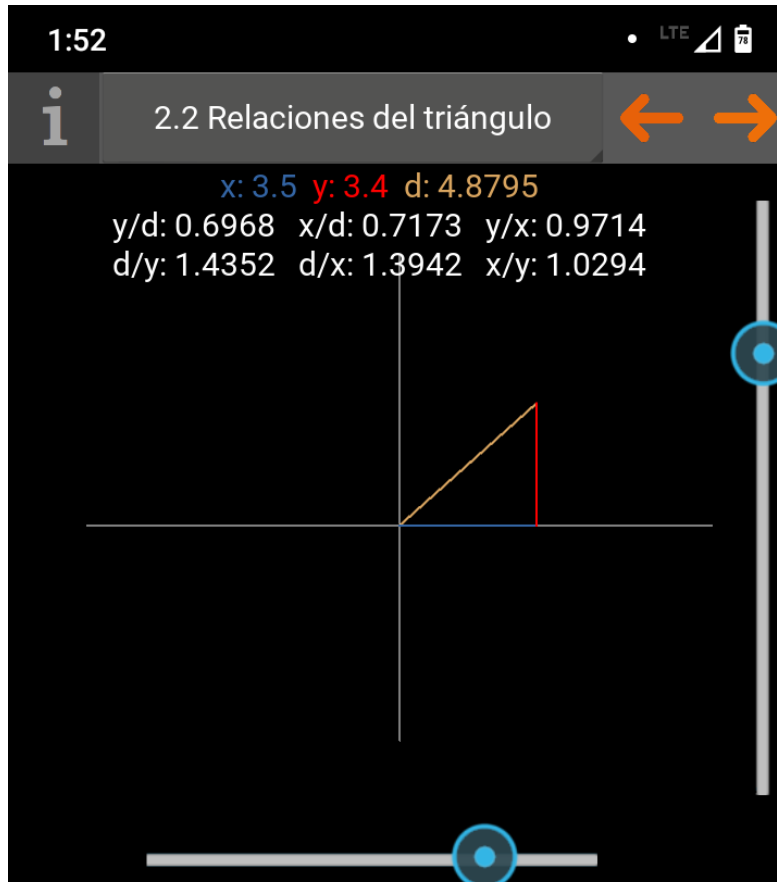 1:52 LTE 78
i 2.2 Relaciones del triángulo
x: 3.5 y: 3.4 d: 4.8795
y/d: 0.6968 x/d: 0.7173 y/x: 0.9714
d/y: 1.4352 d/x: 1.3942 x/y: 1.0294